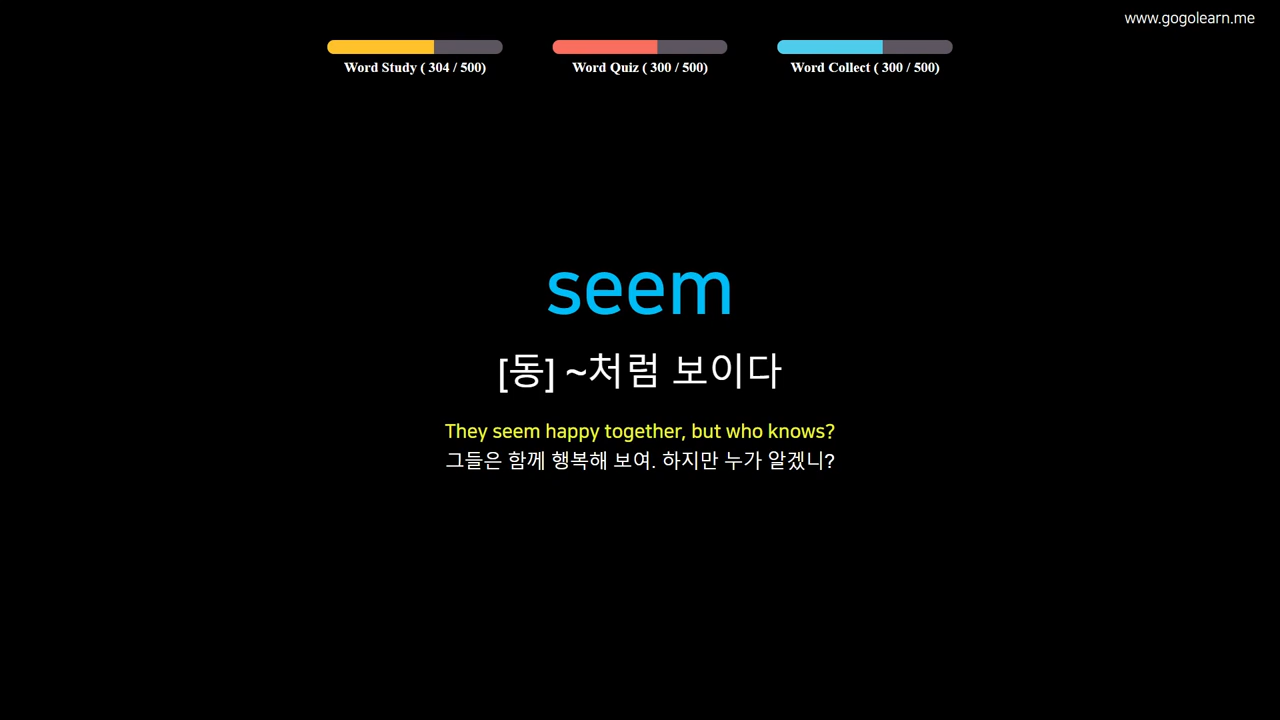 www.gogolearn.me
Word Study ( 304 / 500)
Word Quiz ( 300 / 500)
Word Collect ( 300 / 500)
seem
[동] ~처럼 보이다
They seem happy together, but who knows?
그들은 함께 행복해 보여. 하지만 누가 알겠니?